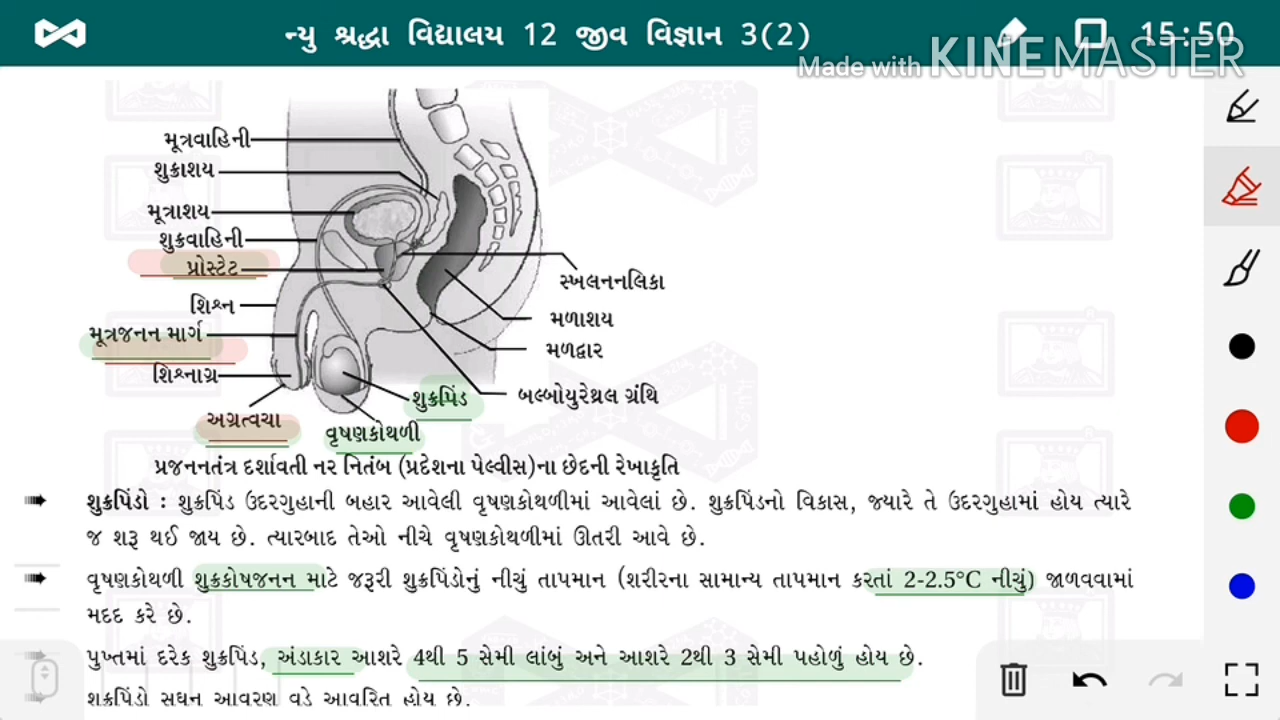 ન્યુ શ્રદ્ધા વિદ્યાલય 12 જીવ વિજ્ઞાન 3(2)
15:50
Made with KINEMASTER
મૂત્રવાહિની
શુક્રાશય
મૂત્રાશય
શુક્રવાહિની
પ્રોસ્ટેટ
સ્ખલનનલિકા
શિશ્ન
મળાશય
મૂત્રજનન માર્ગ
મળદ્વાર
શિશ્નાગ્ર
બલ્બોયુરેથ્રલ ગ્રંથિ
શુક્રપિંડ
અગ્રત્વચા
વૃષણકોથળી
પ્રજનનતંત્ર દર્શાવતી નર નિતંબ (પ્રદેશના પેલ્વીસ)ના છેદની રેખાકૃતિ
શુક્રપિંડો : શુક્રપિંડ ઉદરગુહાની બહાર આવેલી વૃષણકોથળીમાં આવેલાં છે. શુક્રપિંડનો વિકાસ, જ્યારે તે ઉદરગુહામાં હોય ત્યારે
જ શરૂ થઈ જાય છે. ત્યારબાદ તેઓ નીચે વૃષણકોથળીમાં ઊતરી આવે છે.
વૃષણકોથળી શુક્રકોષજનન માટે જરૂરી શુક્રપિંડોનું નીચું તાપમાન (શરીરના સામાન્ય તાપમાન કરતાં 2-2.5°C નીચું) જાળવવામાં
મદદ કરે છે.
પુખ્તમાં દરેક શુક્રપિંડ, અંડાકાર આશરે 4થી 5 સેમી લાંબું અને આશરે 2થી 3 સેમી પહોળું હોય છે.
શુક્રપિંડો સઘન આવરણ વડે આવરિત હોય છે.